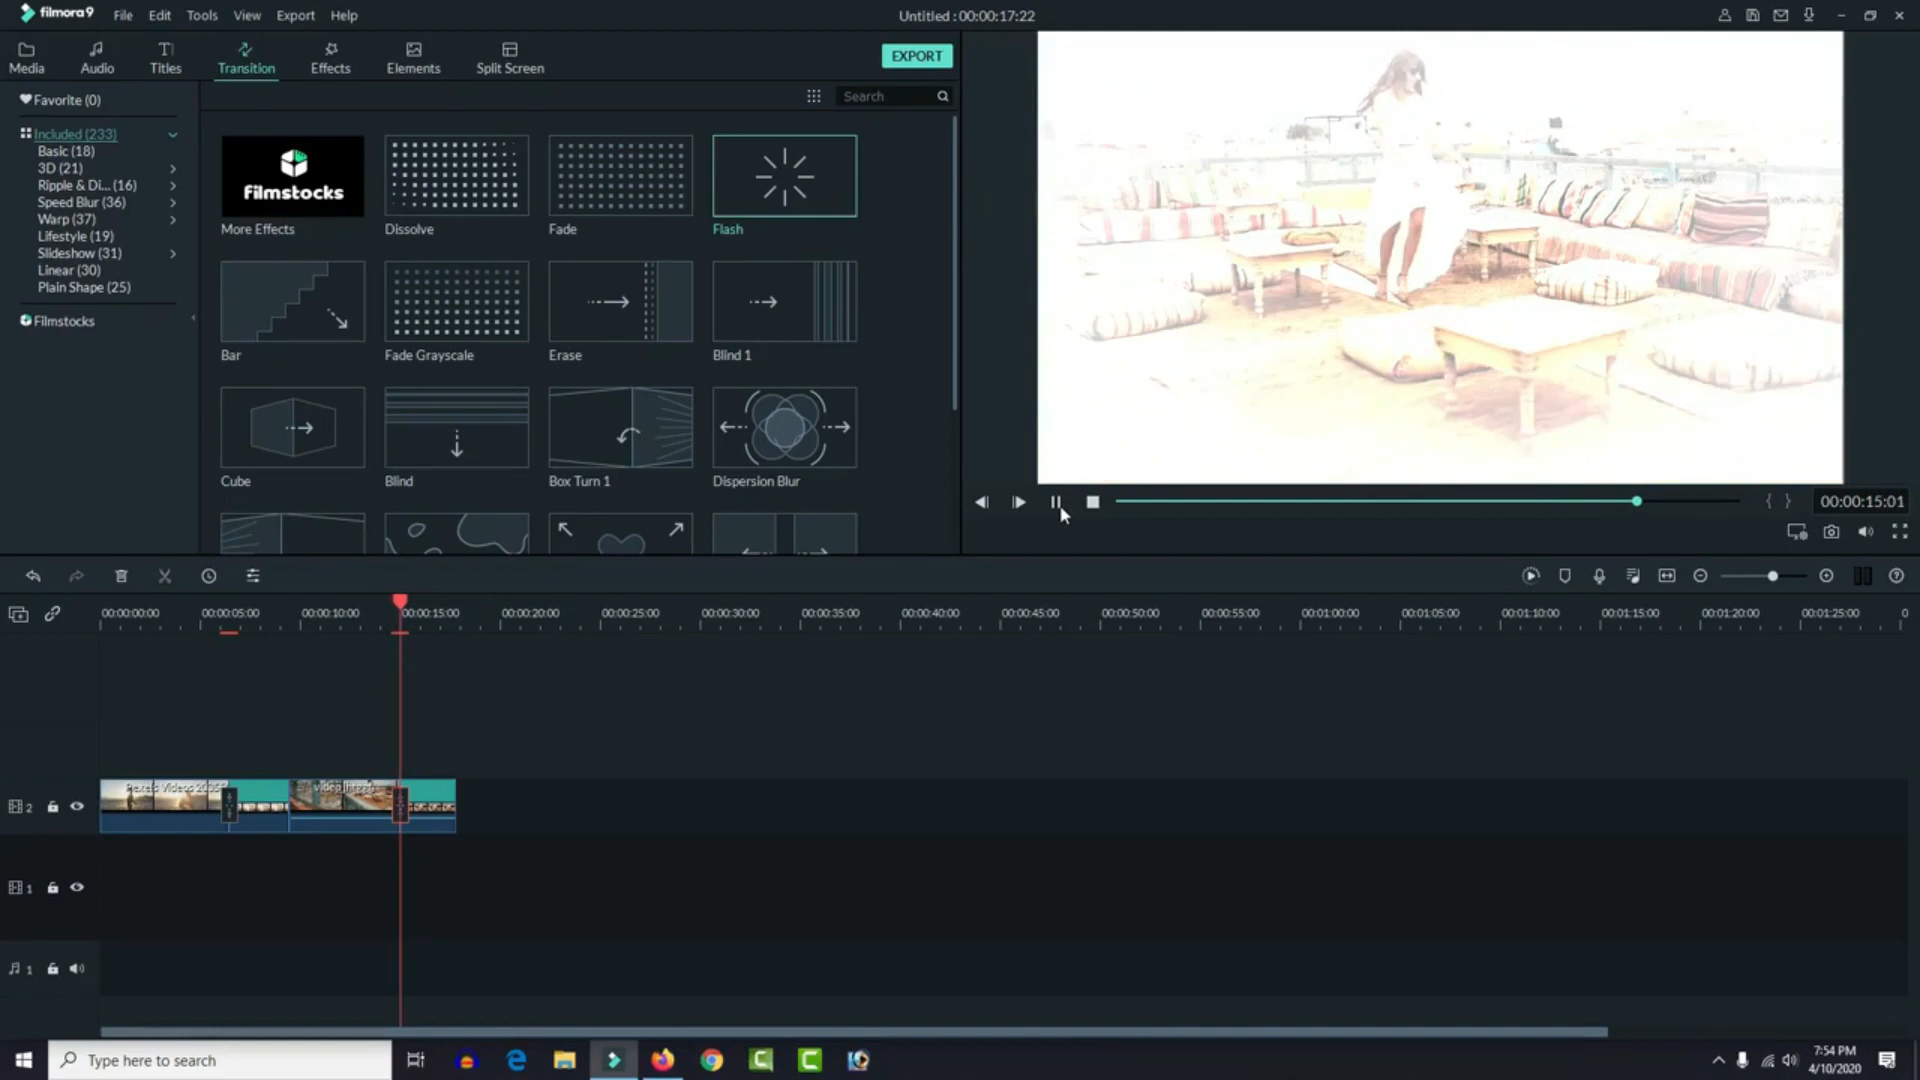 filmora9 File Edit Tools View Export Help Untitled : 00:00:17:22
Media Audio Titles Transition Effects Elements Split Screen EXPORT
Favorite (0)
Search
Included (233)
Basic (18)
3D (21)
Ripple & Di... (16)
Speed Blur (36)
Warp (37)
Lifestyle (19)
Slideshow (31)
Linear (30)
Plain Shape (25)
Filmstocks
filmstocks
More Effects Dissolve Fade Flash
Bar Fade Grayscale Erase Blind 1
Cube Blind Box Turn 1 Dispersion Blur
00:00:15:01
00:00:00:00 00:00:05:00 00:00:10:00 00:00:15:00 00:00:20:00 00:00:25:00 00:00:30:00 00:00:35:00 00:00:40:00 00:00:45:00 00:00:50:00 00:00:55:00 00:01:00:00 00:01:05:00 00:01:10:00 00:01:15:00 00:01:20:00 00:01:25:00 0
Pexels Videos
2
1
1
Type here to search
7:54 PM
4/10/2020